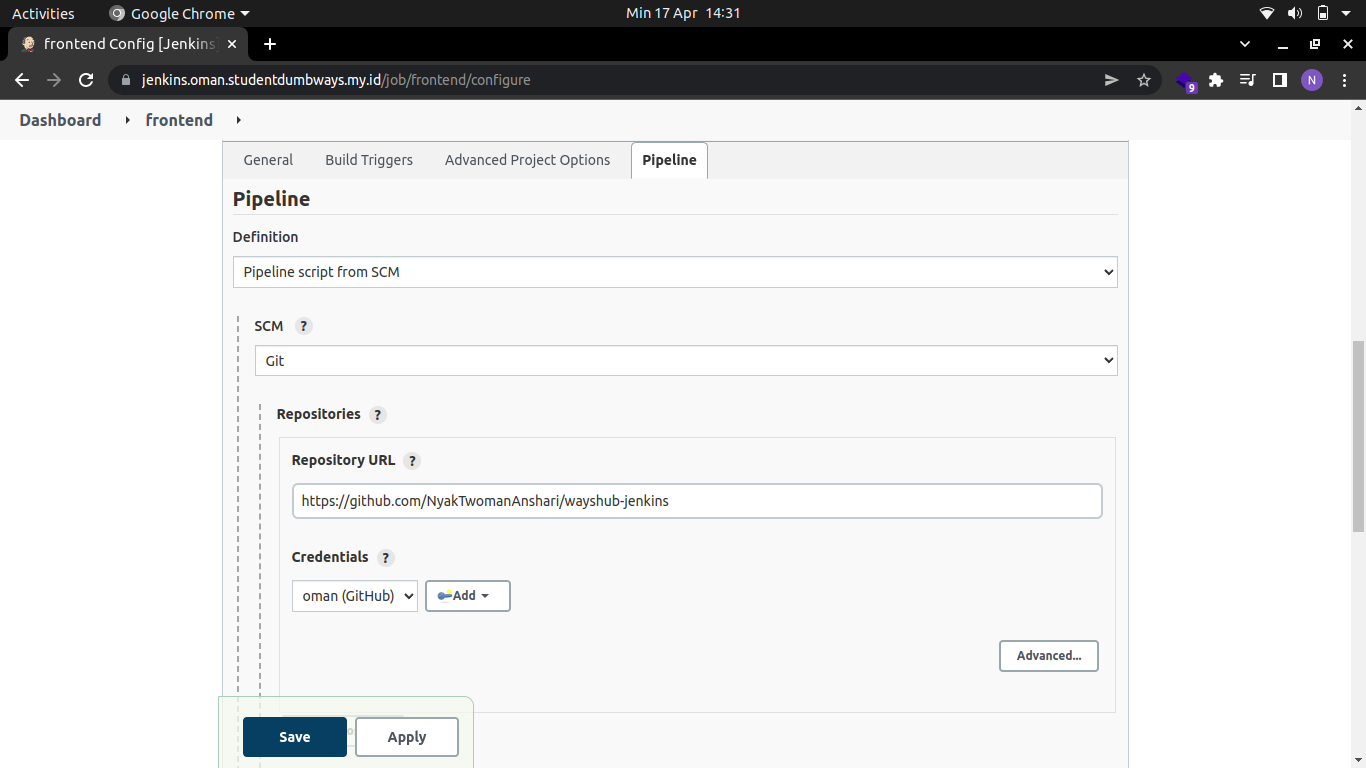 Activities Google Chrome Min 17 Apr 14:31
frontend Config [Jenkins]
jenkins.oman.studentdumbways.my.id/job/frontend/configure 9 N
Dashboard frontend
General Build Triggers Advanced Project Options Pipeline
Pipeline
Definition
Pipeline script from SCM
SCM ?
Git
Repositories ?
Repository URL ?
https://github.com/NyakTwomanAnshari/wayshub-jenkins
Credentials ?
oman (GitHub) Add
Advanced...
Save Apply